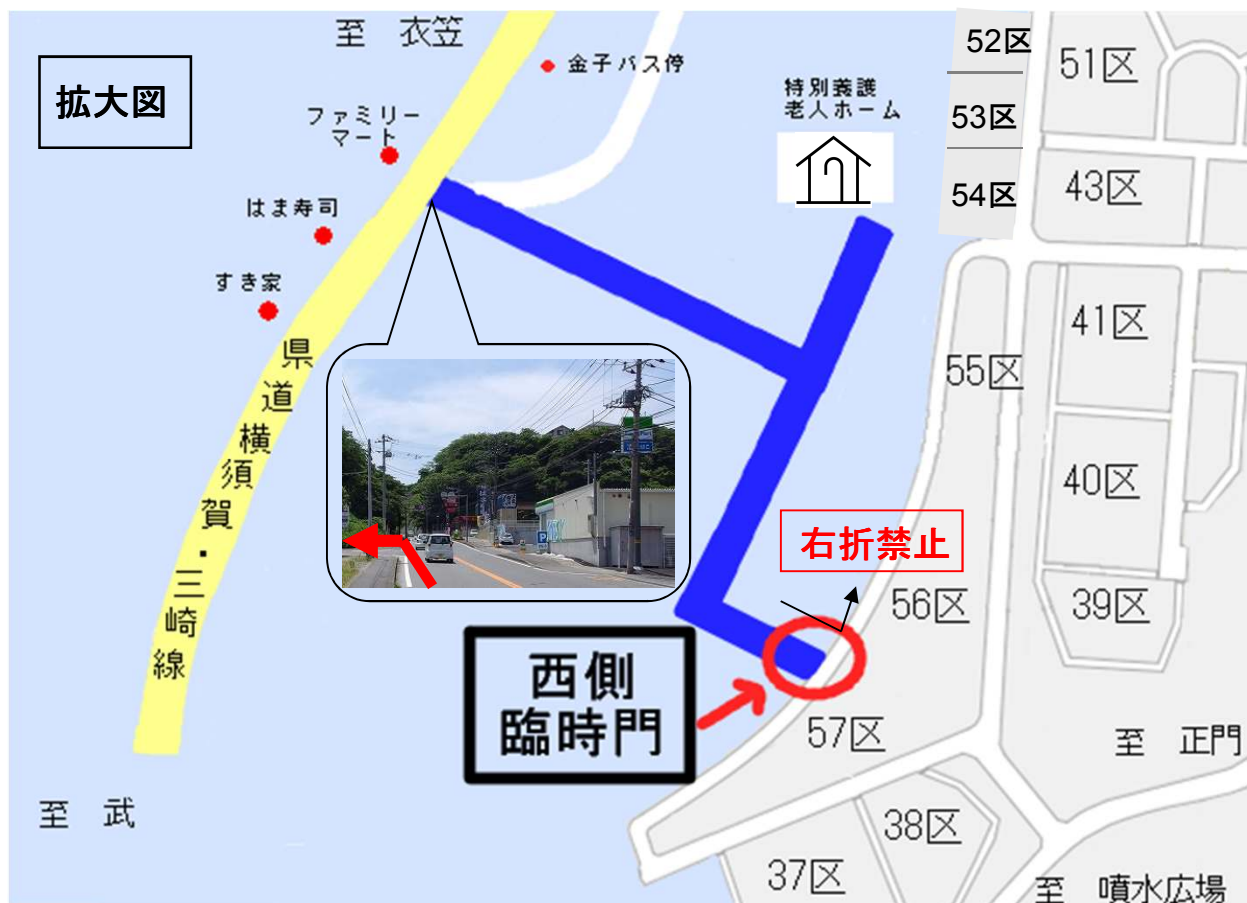 至 衣笠
拡大図
金子バス停
ファミリー
マート
特別養護
老人ホーム
52区
51区
53区
54区
43区
はま寿司
すき家
県道横須賀・三崎線
41区
55区
40区
右折禁止
56区
39区
西側
臨時門
57区
至 正門
至 武
38区
37区
至 噴水広場